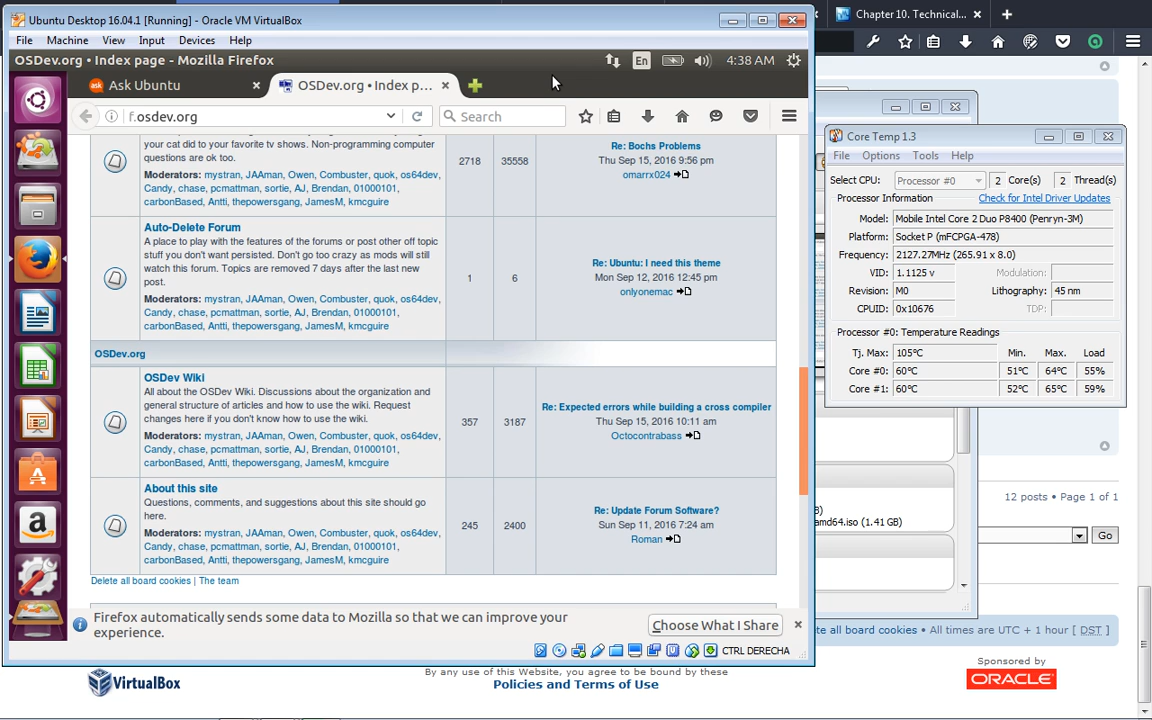 Ubuntu Desktop 16.04.1 [Running] - Oracle VM VirtualBox
File Machine View Input Devices Help
OSDev.org • Index page - Mozilla Firefox
En
4:38 AM
Ask Ubuntu
OSDev.org • Index p...
f.osdev.org
Search
your cat did to your favorite tv shows. Non-programming computer
questions are ok too.
Moderators: mystran, JAAman, Owen, Combuster, quok, os64dev,
Candy, chase, pcmattman, sortie, AJ, Brendan, 01000101,
carbonBased, Antti, thepowersgang, JamesM, kmcguire
2718
35558
Re: Bochs Problems
Thu Sep 15, 2016 9:56 pm
omarrx024
Auto-Delete Forum
A place to play with the features of the forums or post other off topic
stuff you don't want persisted. Don't go too crazy as mods will still
watch this forum. Topics are removed 7 days after the last new
post.
Moderators: mystran, JAAman, Owen, Combuster, quok, os64dev,
Candy, chase, pcmattman, sortie, AJ, Brendan, 01000101,
carbonBased, Antti, thepowersgang, JamesM, kmcguire
1
6
Re: Ubuntu: I need this theme
Mon Sep 12, 2016 12:45 pm
onlyonemac
OSDev.org
OSDev Wiki
All about the OSDev Wiki. Discussions about the organization and
general structure of articles and how to use the wiki. Request
changes here if you don't know how to use the wiki.
Moderators: mystran, JAAman, Owen, Combuster, quok, os64dev,
Candy, chase, pcmattman, sortie, AJ, Brendan, 01000101,
carbonBased, Antti, thepowersgang, JamesM, kmcguire
357
3187
Re: Expected errors while building a cross compiler
Thu Sep 15, 2016 10:11 am
Octocontrabass
About this site
Questions, comments, and suggestions about this site should go
here.
Moderators: mystran, JAAman, Owen, Combuster, quok, os64dev,
Candy, chase, pcmattman, sortie, AJ, Brendan, 01000101,
carbonBased, Antti, thepowersgang, JamesM, kmcguire
245
2400
Re: Update Forum Software?
Sun Sep 11, 2016 7:24 am
Roman
Delete all board cookies | The team
Firefox automatically sends some data to Mozilla so that we can improve your
experience.
Choose What I Share
CTRL DERECHA
Chapter 10. Technical...
Core Temp 1.3
File Options Tools Help
Select CPU: Processor #0 2 Core(s) 2 Thread(s)
Processor Information Check for Intel Driver Updates
Model: Mobile Intel Core 2 Duo P8400 (Penryn-3M)
Platform: Socket P (mFCPGA-478)
Frequency: 2127.27MHz (265.91 x 8.0)
VID: 1.1125 v Modulation:
Revision: M0 Lithography: 45 nm
CPUID: 0x10676 TDP:
Processor #0: Temperature Readings
Tj. Max: 105°C Min. Max. Load
Core #0: 60°C 51°C 64°C 55%
Core #1: 60°C 52°C 65°C 59%
12 posts • Page 1 of 1
amd64.iso (1.41 GB)
Go
te all board cookies • All times are UTC + 1 hour [ DST ]
VirtualBox
By any use of this Website, you agree to be bound by these
Policies and Terms of Use
Sponsored by
ORACLE